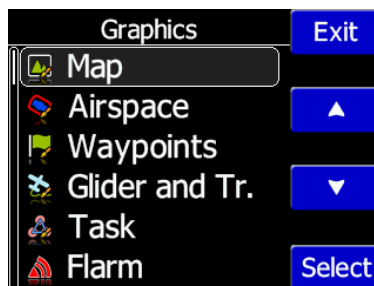 Graphics
Exit
Map
Airspace
Waypoints
Glider and Tr.
Task
Flarm
Select